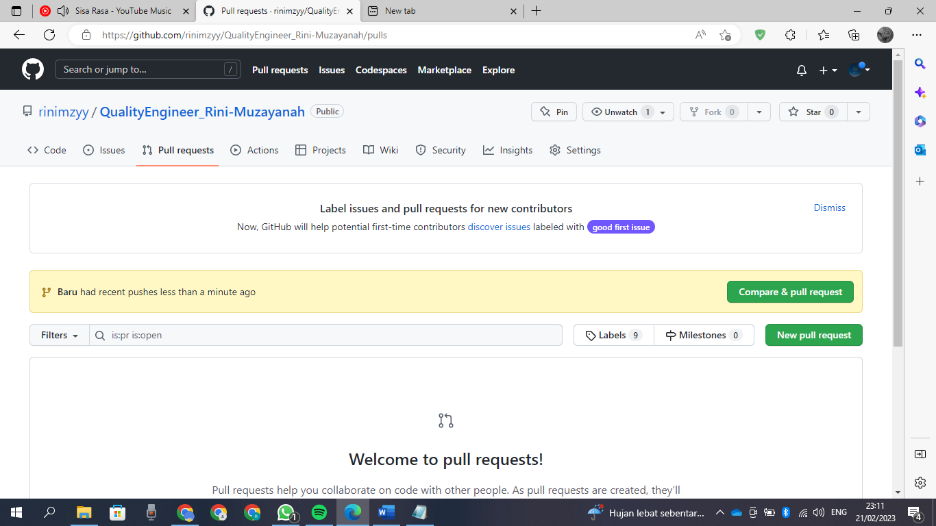 Sisa Rasa - YouTube Music
Pull requests · rinimzyy/QualityEn
New tab
https://github.com/rinimzyy/QualityEngineer_Rini-Muzayanah/pulls
Search or jump to... /
Pull requests Issues Codespaces Marketplace Explore
rinimzyy / QualityEngineer_Rini-Muzayanah Public
Pin Unwatch 1 Fork 0 Star 0
Code Issues Pull requests Actions Projects Wiki Security Insights Settings
Label issues and pull requests for new contributors
Dismiss
Now, GitHub will help potential first-time contributors discover issues labeled with good first issue
Baru had recent pushes less than a minute ago
Compare & pull request
Filters is:pr is:open Labels 9 Milestones 0 New pull request
Welcome to pull requests!
Pull requests help you collaborate on code with other people. As pull requests are created, they'll
1
Hujan lebat sebentar...
ENG
23:11
21/02/2023
4